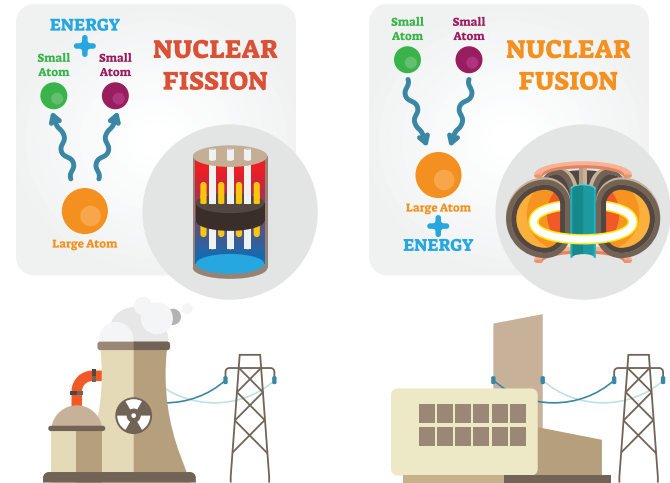 ENERGY
+
Small
Atom
Small
Atom
NUCLEAR
FISSION
Large Atom
Small
Atom
Small
Atom
NUCLEAR
FUSION
Large Atom
+
ENERGY